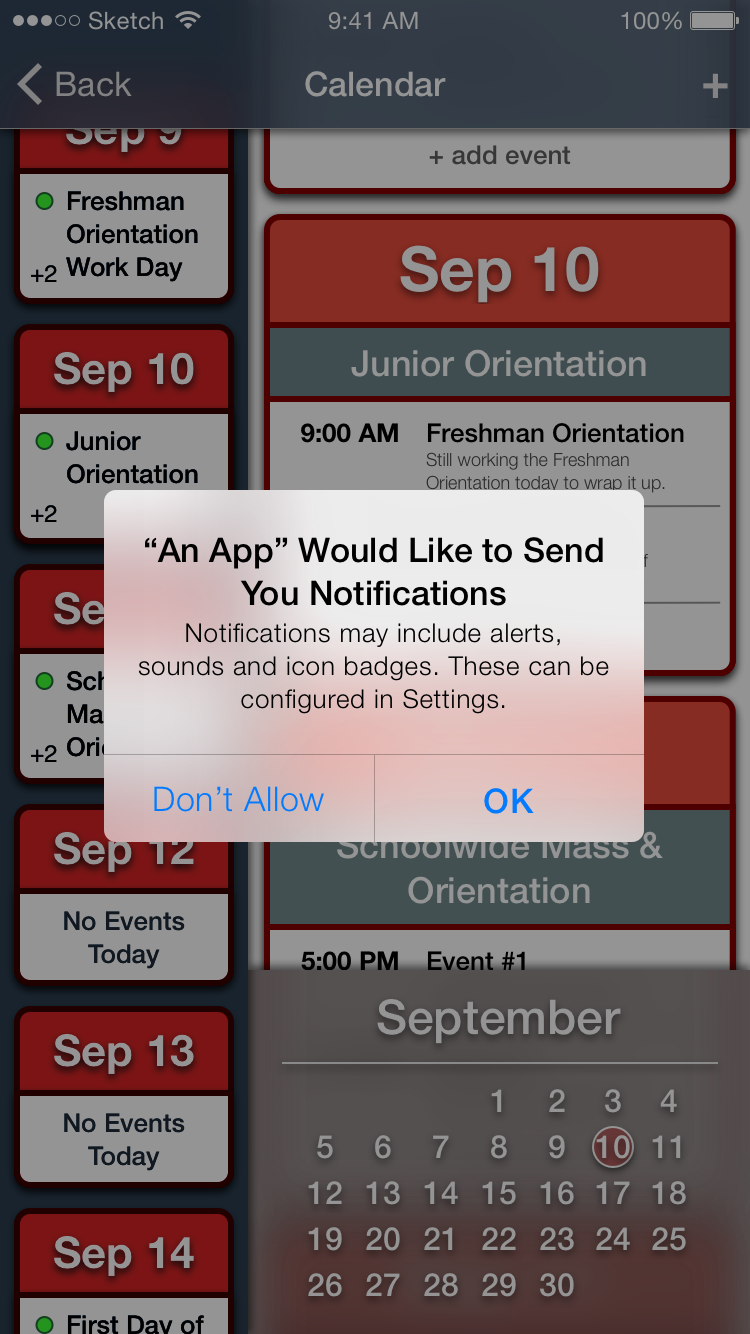 Sketch
9:41 AM
100%
Back
Calendar
+
Sep 9
Freshman
Orientation
+2 Work Day
Sep 10
Junior
Orientation
+2
Se
Sch
Ma
+2 Ori
Sep 12
No Events
Today
Sep 13
No Events
Today
Sep 14
First Day of
+ add event
Sep 10
Junior Orientation
9:00 AM Freshman Orientation
Still working the Freshman
Orientation today to wrap it up.
f
“An App” Would Like to Send
You Notifications
Notifications may include alerts,
sounds and icon badges. These can be
configured in Settings.
Don’t Allow
OK
Schoolwide Mass &
Orientation
5:00 PM Event #1
September
1 2 3 4
5 6 7 8 9 10 11
12 13 14 15 16 17 18
19 20 21 22 23 24 25
26 27 28 29 30